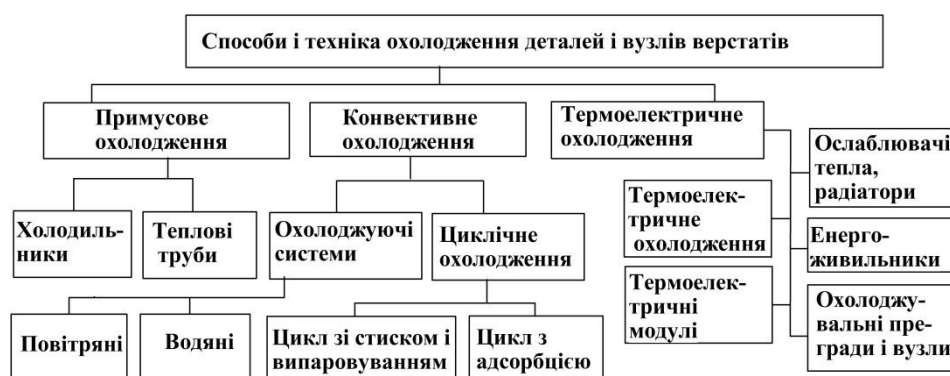 Способи і техніка охолодження деталей і вузлів верстатів
Примусове
охолодження
Конвективне
охолодження
Термоелектричне
охолодження
Ослаблювачі
тепла,
радіатори
Холодиль-
ники
Теплові
труби
Охолоджуючі
системи
Циклічне
охолодження
Термоелек-
тричне
охолодження
Енерго-
живильники
Повітряні
Водяні
Цикл зі стиском і
випаровуванням
Цикл з
адсорбцією
Термоелек-
тричні
модулі
Охолоджу-
вальні пре-
гради і вузли